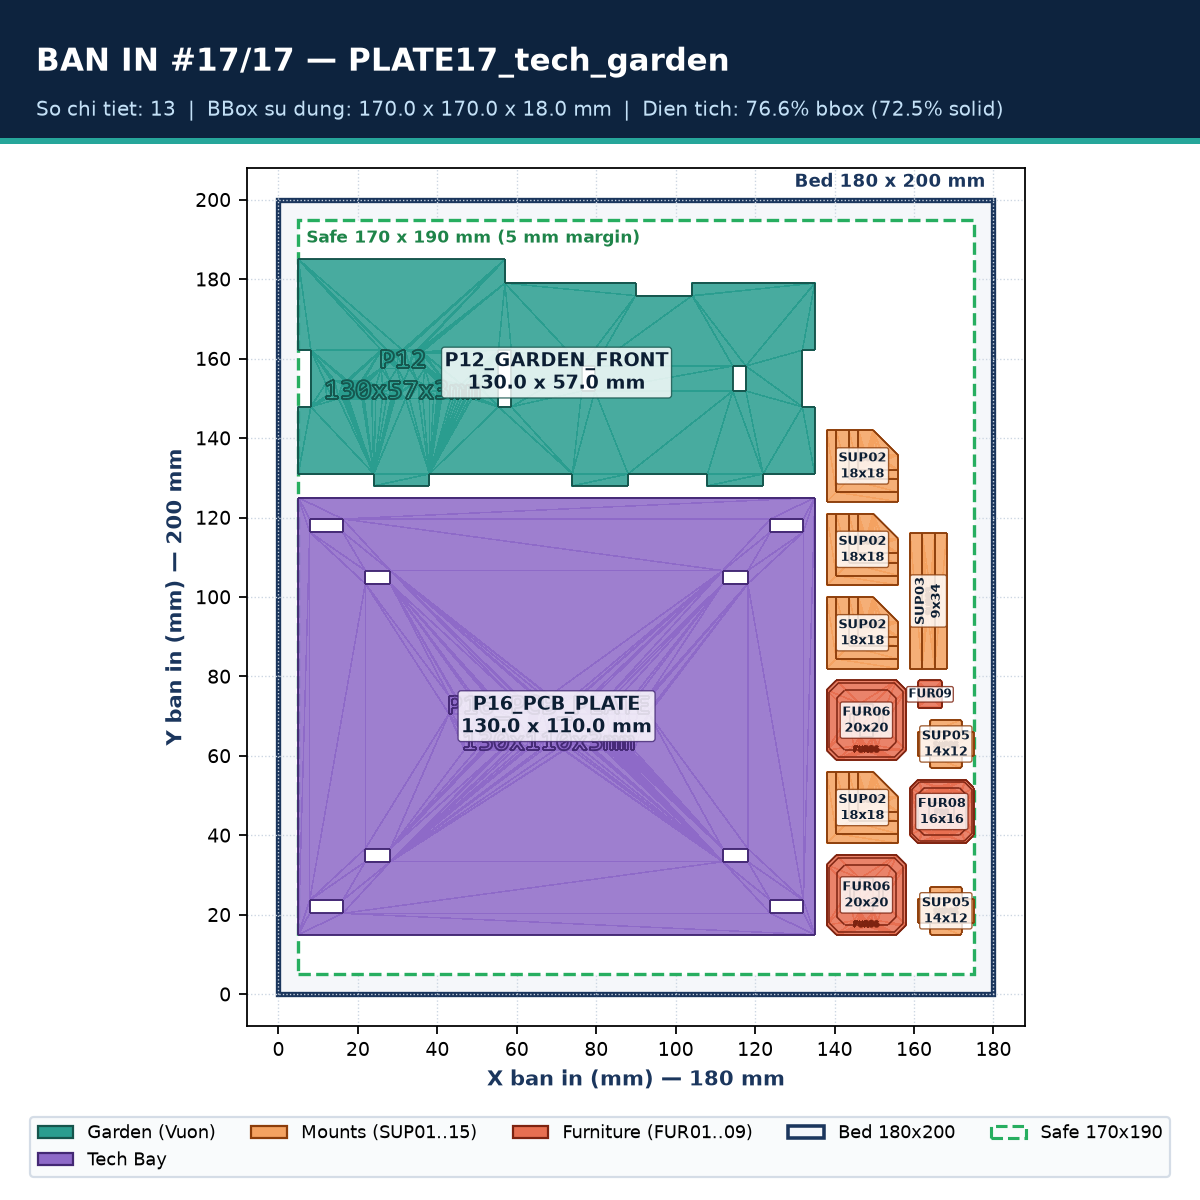 BAN IN #17/17 — PLATE17_tech_garden
So chi tiet: 13 | BBox su dung: 170.0 x 170.0 x 18.0 mm | Dien tich: 76.6% bbox (72.5% solid)
Bed 180 x 200 mm
Safe 170 x 190 mm (5 mm margin)
200
180
160
140
120
100
80
60
40
20
0
Y ban in (mm) — 200 mm
P12
P12_GARDEN_FRONT
130.0 x 57.0 mm
SUP02
18x18
SUP02
18x18
SUP03
9x34
SUP02
18x18
FUR09
FUR06
20x20
FUR06
SUP05
14x12
P16_PCB_PLATE
130.0 x 110.0 mm
130x110x3mm
SUP02
18x18
FUR08
16x16
FUR06
20x20
FUR06
SUP05
14x12
0
20
40
60
80
100
120
140
160
180
X ban in (mm) — 180 mm
Garden (Vuon)
Mounts (SUP01..15)
Furniture (FUR01..09)
Bed 180x200
Safe 170x190
Tech Bay